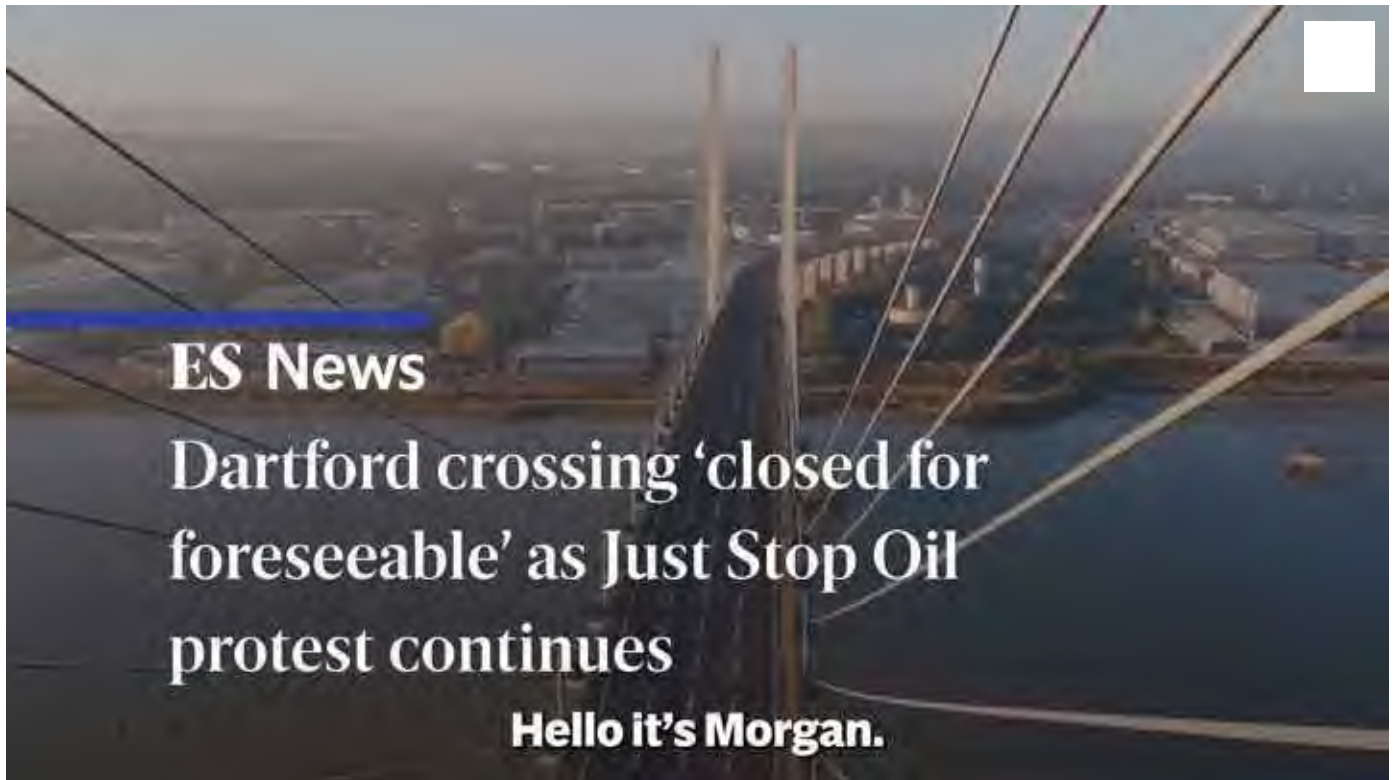 ES News
Dartford crossing ‘closed for
foreseeable’ as Just Stop Oil
protest continues
Hello it’s Morgan.